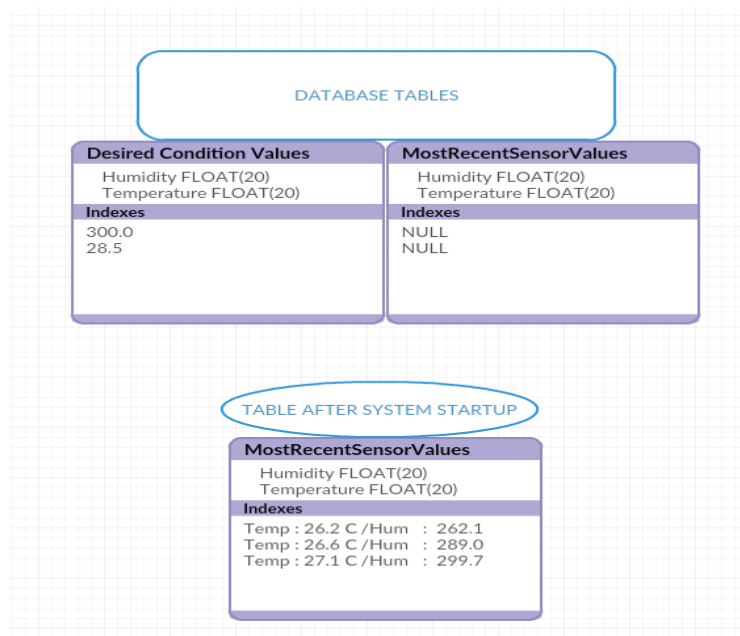 DATABASE TABLES
Desired Condition Values
Humidity FLOAT(20)
Temperature FLOAT(20)
Indexes
300.0
28.5
MostRecentSensorValues
Humidity FLOAT(20)
Temperature FLOAT(20)
Indexes
NULL
NULL
TABLE AFTER SYSTEM STARTUP
MostRecentSensorValues
Humidity FLOAT(20)
Temperature FLOAT(20)
Indexes
Temp : 26.2 C /Hum : 262.1
Temp : 26.6 C /Hum : 289.0
Temp : 27.1 C /Hum : 299.7